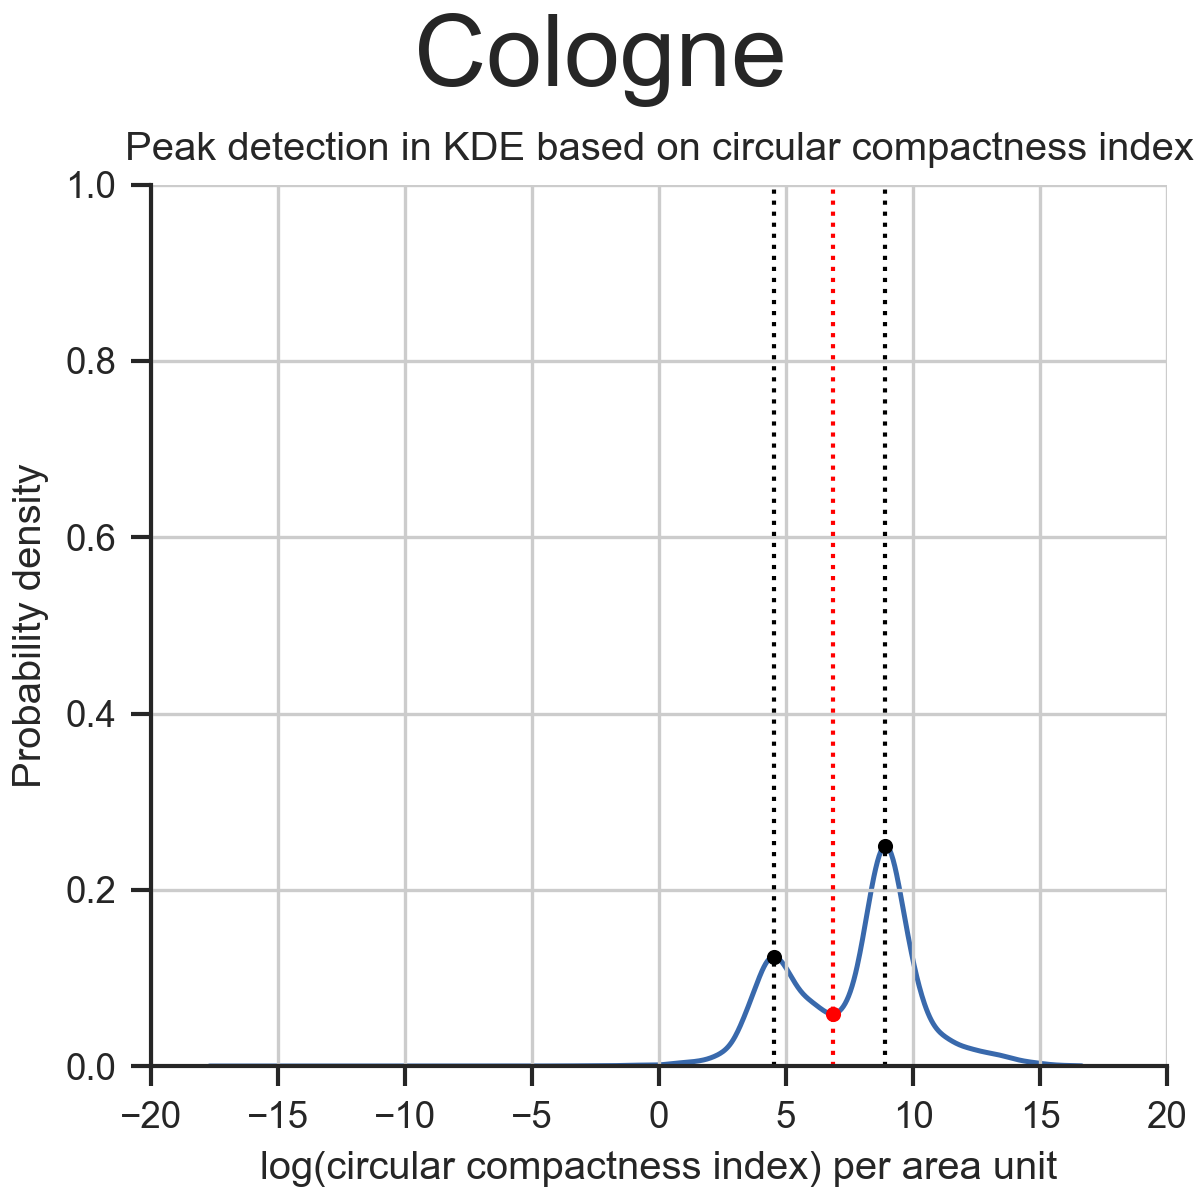 Cologne
Peak detection in KDE based on circular compactness index
1.0
0.8
0.6
0.4
0.2
0.0
Probability density
−20 −15 −10 −5 0 5 10 15 20
log(circular compactness index) per area unit